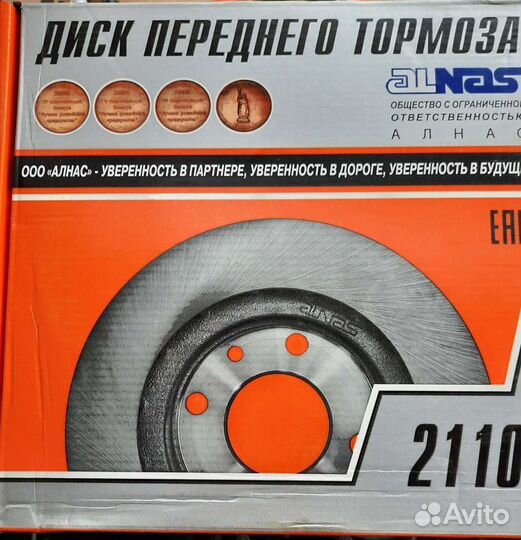 ДИСК ПЕРЕДНЕГО ТОРМОЗА
ALNAS
ОБЩЕСТВО С ОГРАНИЧЕННОЙ
ОТВЕТСТВЕННОСТЬЮ
АЛНАС
ООО «АЛНАС» - УВЕРЕННОСТЬ В ПАРТНЕРЕ, УВЕРЕННОСТЬ В ДОРОГЕ, УВЕРЕННОСТЬ В БУДУЩ
EAC
ALNAS
2110
Avito